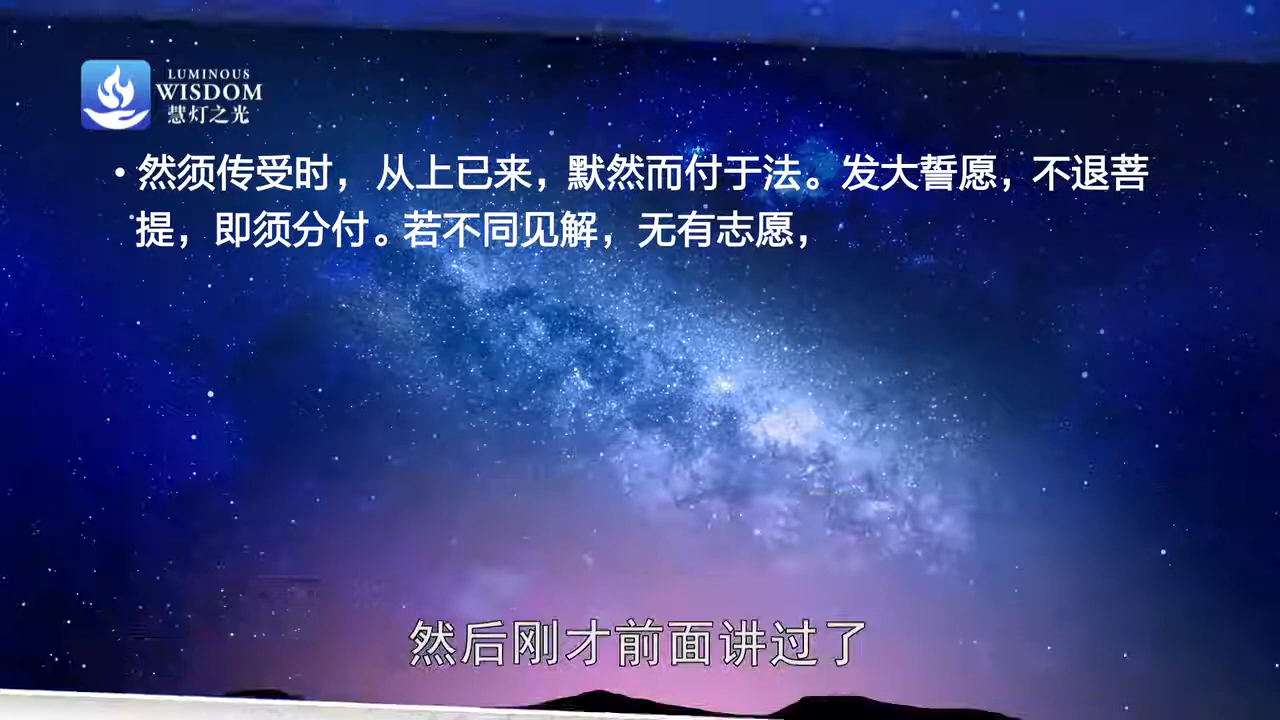 LUMINOUS
WISDOM
慧灯之光
• 然须传受时，从上已来，默然而付于法。发大誓愿，不退菩
提，即须分付。若不同见解，无有志愿，
然后刚才前面讲过了